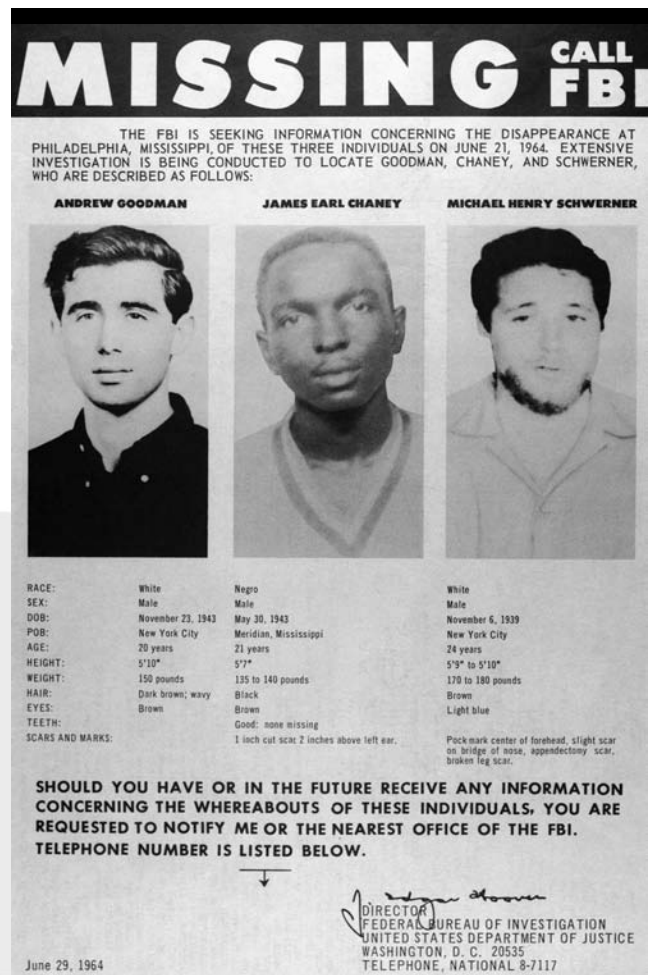 MISSING CALL FBI
THE FBI IS SEEKING INFORMATION CONCERNING THE DISAPPEARANCE AT
PHILADELPHIA, MISSISSIPPI, OF THESE THREE INDIVIDUALS ON JUNE 21, 1964. EXTENSIVE
INVESTIGATION IS BEING CONDUCTED TO LOCATE GOODMAN, CHANEY, AND SCHWERNER,
WHO ARE DESCRIBED AS FOLLOWS:
ANDREW GOODMAN JAMES EARL CHANEY MICHAEL HENRY SCHWERNER
RACE: White Negro White
SEX: Male Male Male
DOB: November 23, 1943 May 30, 1943 November 6, 1939
POB: New York City Meridian, Mississippi New York City
AGE: 20 years 21 years 24 years
HEIGHT: 5'10" 5'7" 5'9" to 5'10"
WEIGHT: 150 pounds 135 to 140 pounds 170 to 180 pounds
HAIR: Dark brown; wavy Black Brown
EYES: Brown Brown Light blue
TEETH: Good: none missing
SCARS AND MARKS: 1 inch cut scar 2 inches above left ear. Pock mark center of forehead, slight scar
on bridge of nose, appendectomy scar,
broken leg scar.
SHOULD YOU HAVE OR IN THE FUTURE RECEIVE ANY INFORMATION
CONCERNING THE WHEREABOUTS OF THESE INDIVIDUALS, YOU ARE
REQUESTED TO NOTIFY ME OR THE NEAREST OFFICE OF THE FBI.
TELEPHONE NUMBER IS LISTED BELOW.
J. Edgar Hoover
DIRECTOR
FEDERAL BUREAU OF INVESTIGATION
UNITED STATES DEPARTMENT OF JUSTICE
WASHINGTON, D. C. 20535
June 29, 1964 TELEPHONE, NATIONAL 8-7117